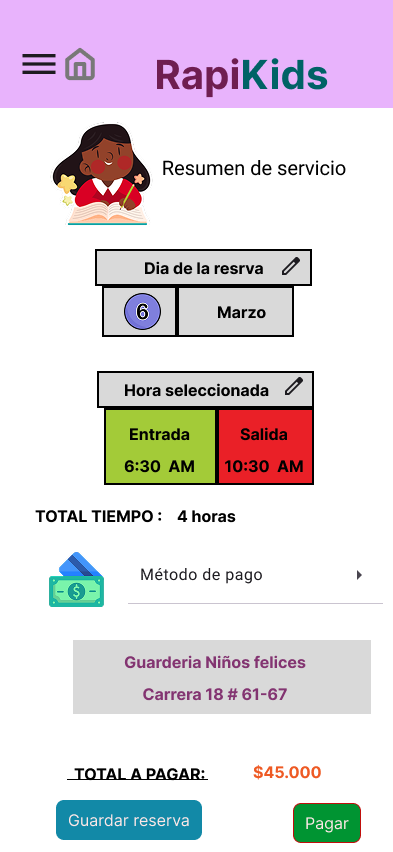 RapiKids
Resumen de servicio
Dia de la resrva
6
Marzo
Hora seleccionada
Entrada
Salida
6:30 AM
10:30 AM
TOTAL TIEMPO : 4 horas
Método de pago
Guarderia Niños felices
Carrera 18 # 61-67
TOTAL A PAGAR:
$45.000
Guardar reserva
Pagar